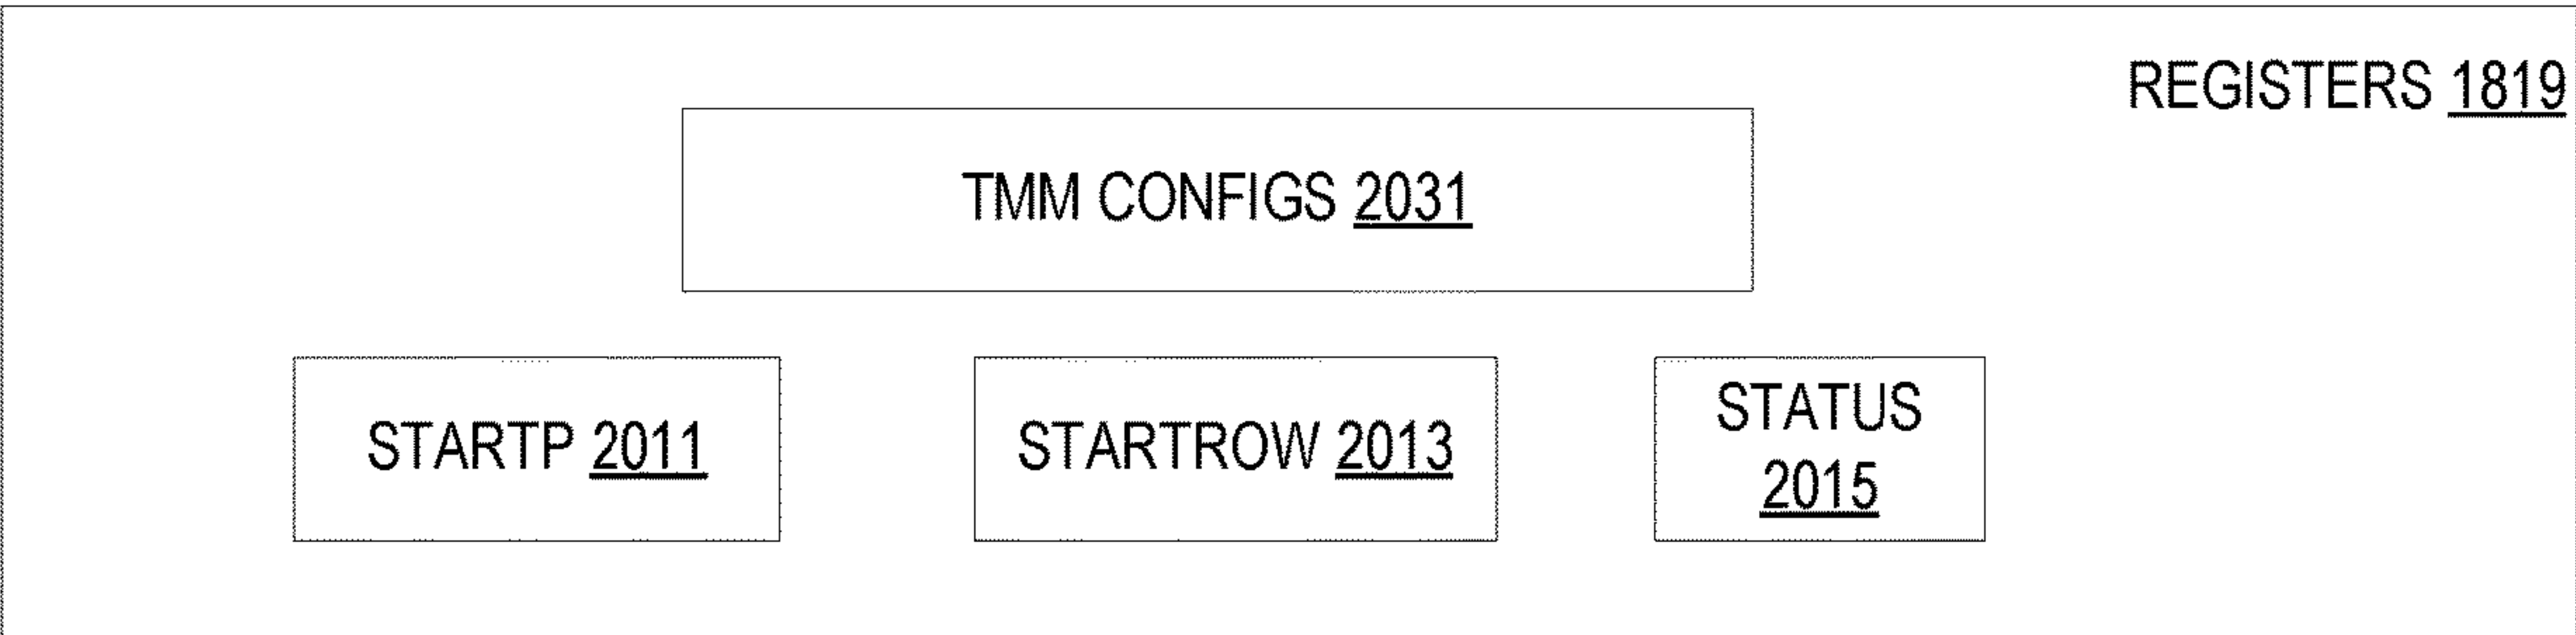 REGISTERS 1819
TMM CONFIGS 2031
STARTP 2011
STARTROW 2013
STATUS
2015